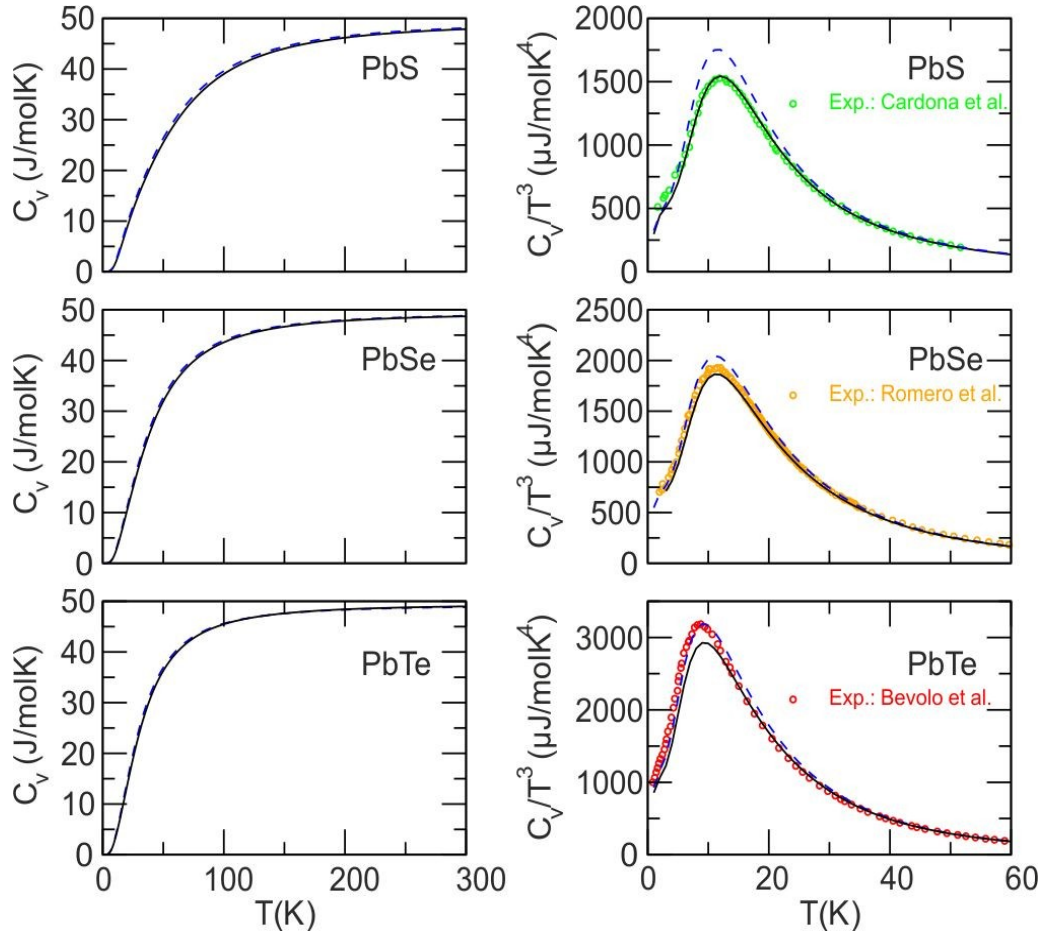 50
40
30
20
10
0
C_v (J/molK)
PbS
2000
1500
1000
500
0
C_v/T^3 (µJ/molK^4)
PbS
Exp.: Cardona et al.
50
40
30
20
10
0
C_v (J/molK)
PbSe
2500
2000
1500
1000
500
0
C_v/T^3 (µJ/molK^4)
PbSe
Exp.: Romero et al.
50
40
30
20
10
0
C_v (J/molK)
PbTe
0 100 200 300
T(K)
3000
2000
1000
0
C_v/T^3 (µJ/molK^4)
PbTe
Exp.: Bevolo et al.
0 20 40 60
T(K)